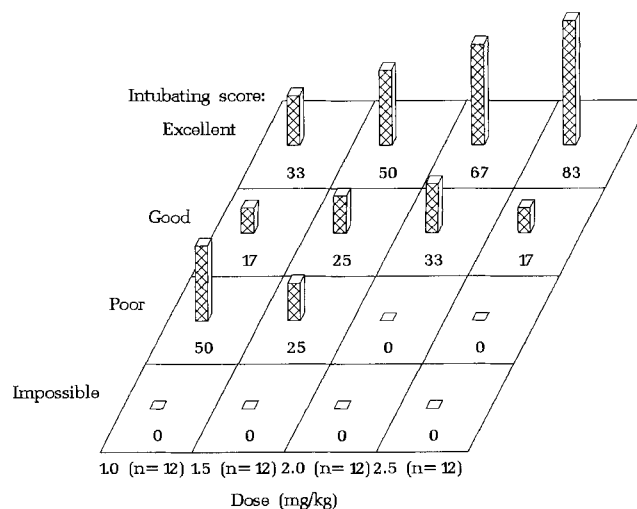 Intubating score:
Excellent
33 50 67 83
Good
17 25 33 17
Poor
50 25 0 0
Impossible
0 0 0 0
1.0 (n= 12) 1.5 (n= 12) 2.0 (n= 12) 2.5 (n= 12)
Dose (mg/kg)